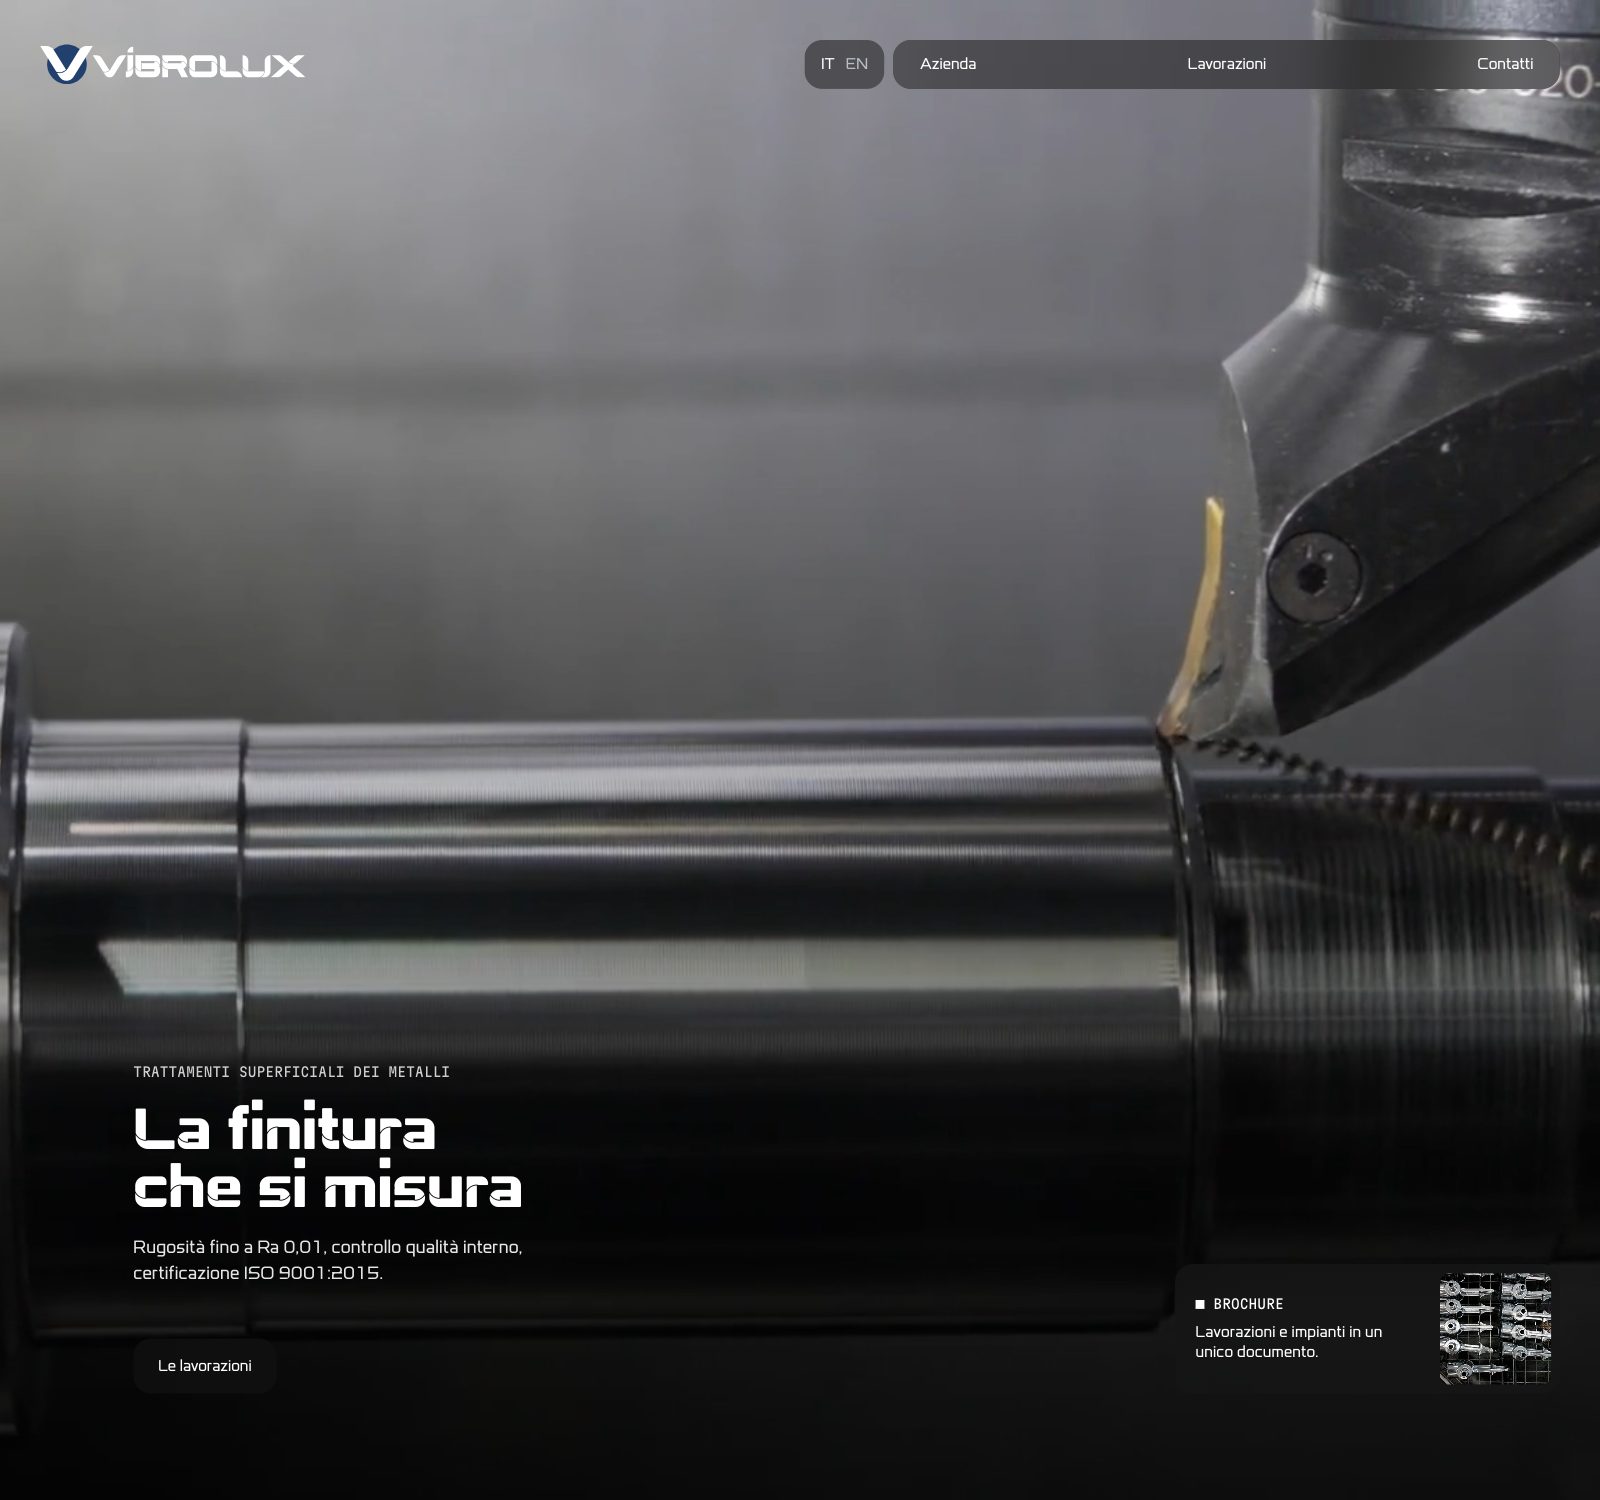 VIBROLUX
IT EN
Azienda
Lavorazioni
Contatti
TRATTAMENTI SUPERFICIALI DEI METALLI
La finitura
che si misura
Rugosità fino a Ra 0,01, controllo qualità interno,
certificazione ISO 9001:2015.
Le lavorazioni
BROCHURE
Lavorazioni e impianti in un
unico documento.